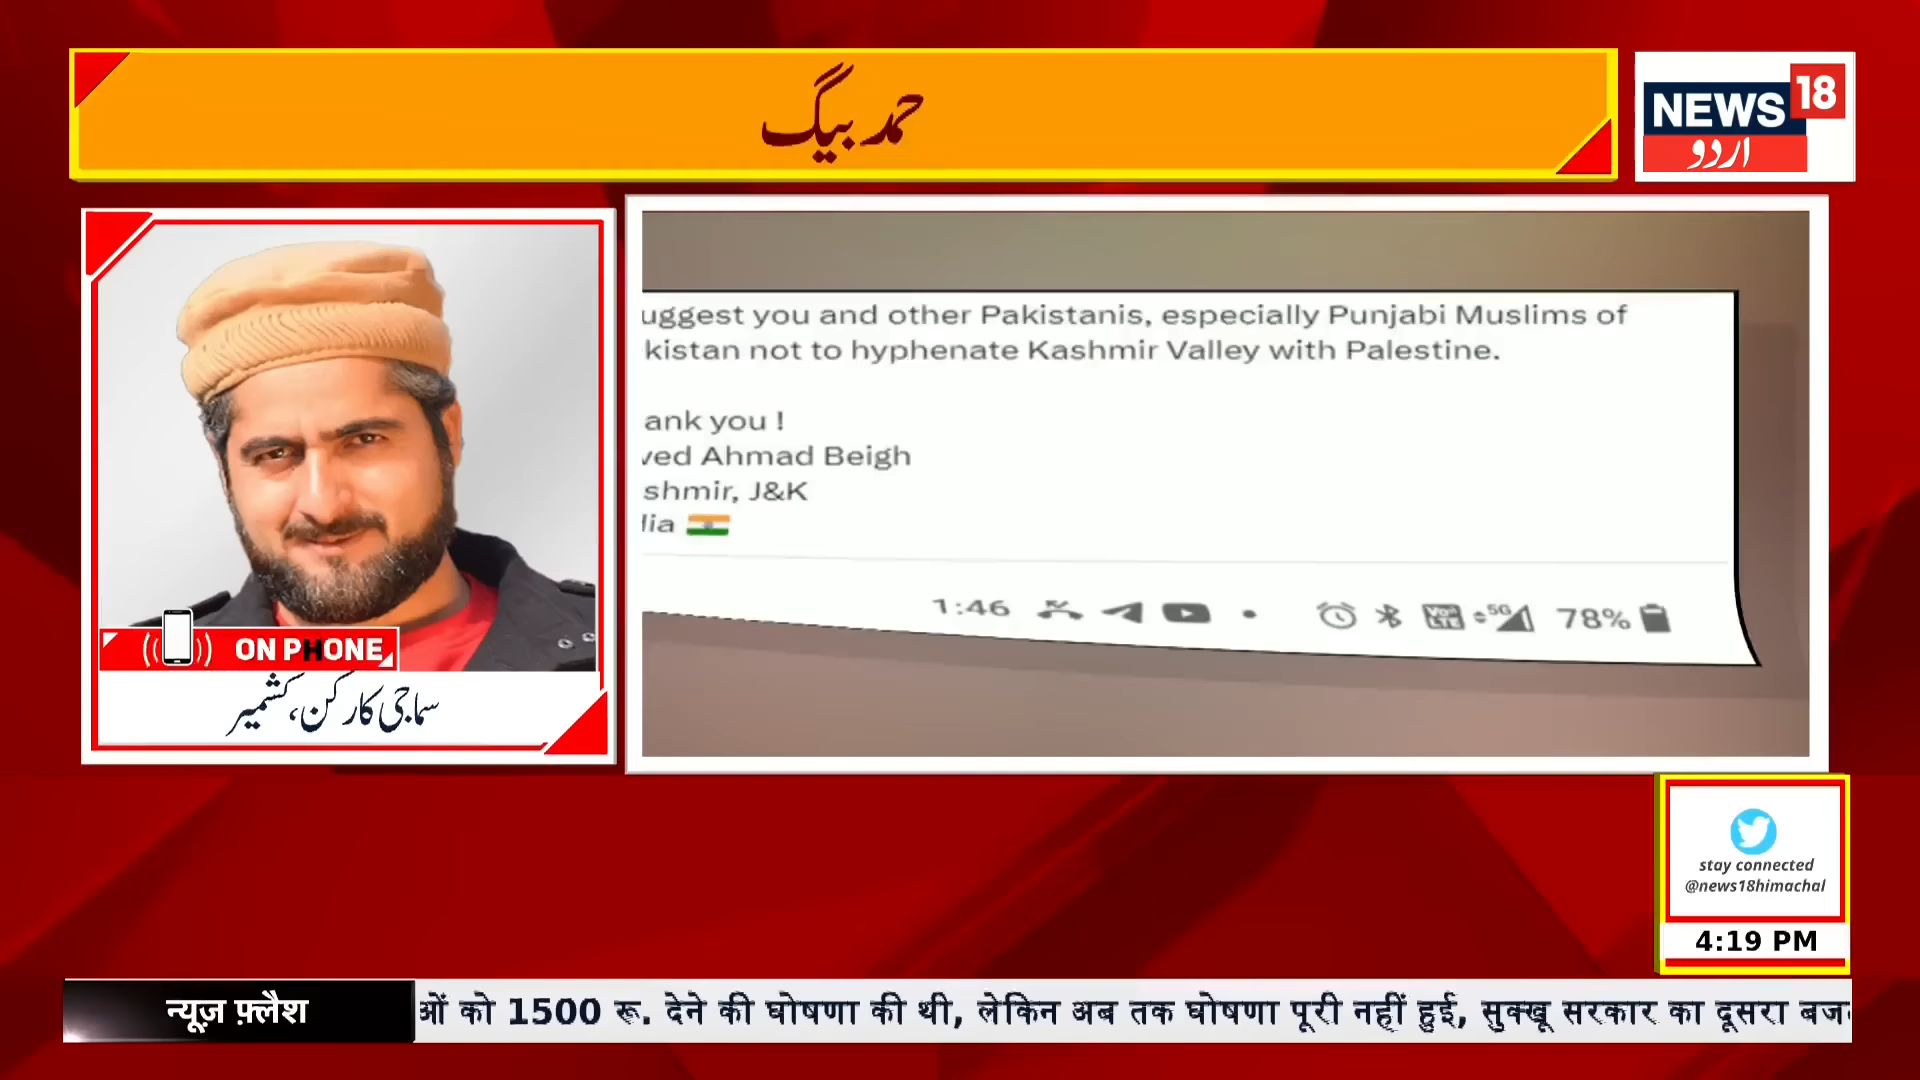 حمد بیگ
NEWS 18
اردو
uggest you and other Pakistanis, especially Punjabi Muslims of
kistan not to hyphenate Kashmir Valley with Palestine.
ank you !
ved Ahmad Beigh
shmir, J&K
dia 🇮🇳
1:46 78%
ON PHONE
سماجی کارکن، کشمیر
stay connected
@news18himachal
4:19 PM
न्यूज़ फ़्लैश
ओं को 1500 रू. देने की घोषणा की थी, लेकिन अब तक घोषणा पूरी नहीं हुई, सुक्खू सरकार का दूसरा बज